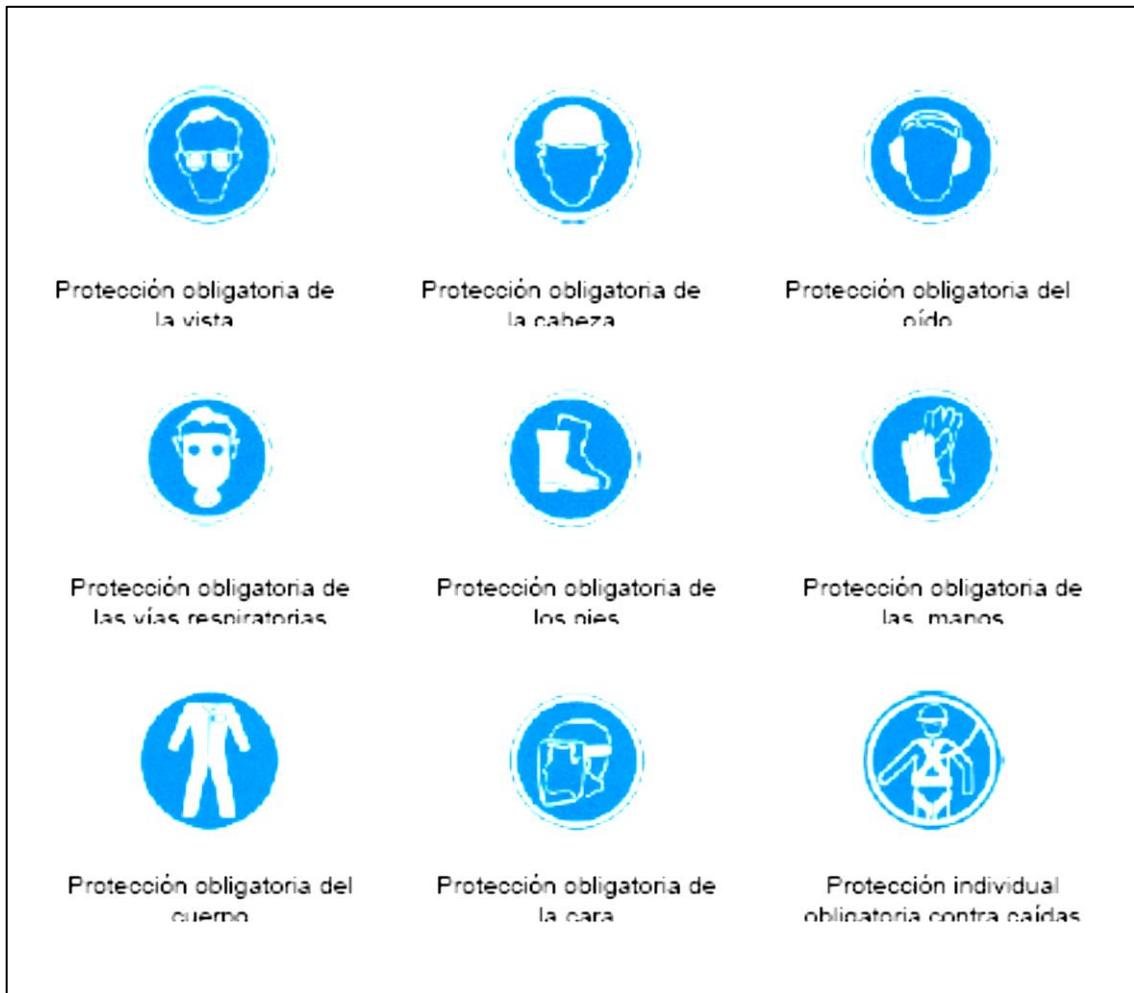 Protección obligatoria de
la vista
Protección obligatoria de
la cabeza
Protección obligatoria del
oído
Protección obligatoria de
las vías respiratorias
Protección obligatoria de
los pies
Protección obligatoria de
las manos
Protección obligatoria del
cuerpo
Protección obligatoria de
la cara
Protección individual
obligatoria contra caídas